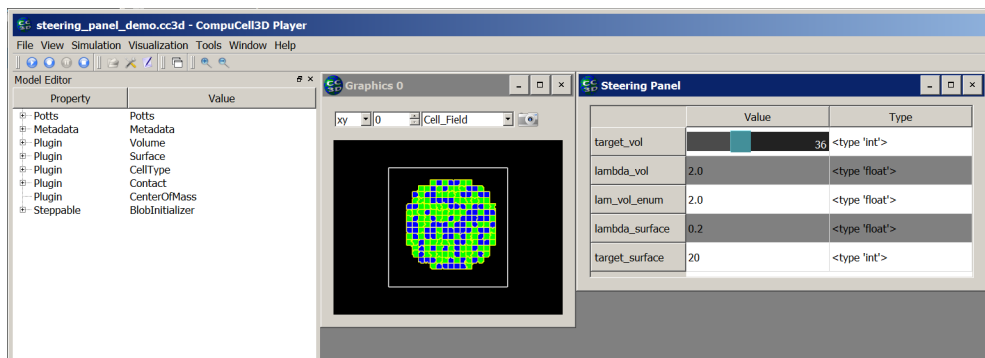 steering_panel_demo.cc3d - CompuCell3D Player
File View Simulation Visualization Tools Window Help
Model Editor
Property Value
Potts Potts
Metadata Metadata
Plugin Volume
Plugin Surface
Plugin CellType
Plugin Contact
Plugin CenterOfMass
Steppable BlobInitializer
Graphics 0
xy 0 Cell_Field
Steering Panel
Value Type
target_vol 36 <type 'int'>
lambda_vol 2.0 <type 'float'>
lam_vol_enum 2.0 <type 'float'>
lambda_surface 0.2 <type 'float'>
target_surface 20 <type 'int'>